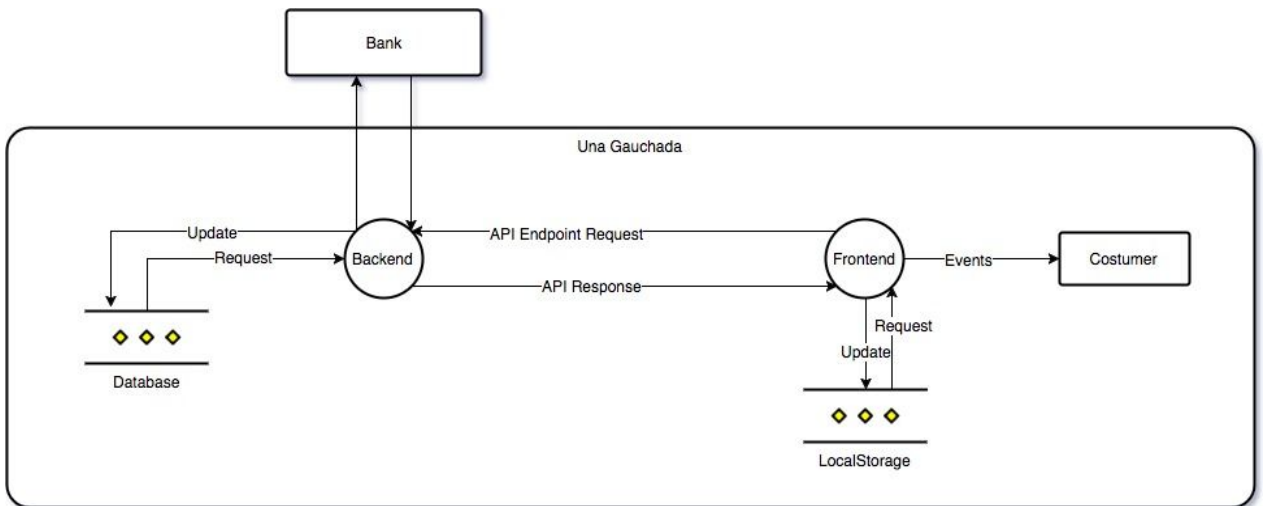 Bank
Una Gauchada
Update
API Endpoint Request
Request
Backend
Frontend
Events
Costumer
API Response
Request
Update
Database
LocalStorage